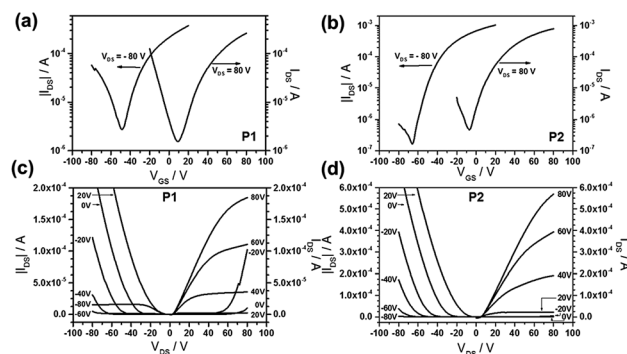 (a)
|I_DS| / A
10^-4
10^-5
10^-6
V_DS = - 80 V
V_DS = 80 V
P1
10^-4
10^-5
10^-6
I_DS / A
-100 -80 -60 -40 -20 0 20 40 60 80 100
V_GS / V
(b)
|I_DS| / A
10^-3
10^-4
10^-5
10^-6
10^-7
V_DS = - 80 V
V_DS = 80 V
P2
10^-3
10^-4
10^-5
10^-6
10^-7
I_DS / A
-100 -80 -60 -40 -20 0 20 40 60 80 100
V_GS / V
(c)
P1
|I_DS| / A
2.0x10^-4
1.5x10^-4
1.0x10^-4
5.0x10^-5
0.0
20V
0V
-20V
-40V
-80V
-60V
80V
60V
-20V
40V
0V
20V
2.0x10^-4
1.5x10^-4
1.0x10^-4
5.0x10^-5
0.0
I_DS / A
-100 -80 -60 -40 -20 0 20 40 60 80 100
V_DS / V
(d)
P2
|I_DS| / A
6.0x10^-4
5.0x10^-4
4.0x10^-4
3.0x10^-4
2.0x10^-4
1.0x10^-4
0.0
20V
0V
-20V
-40V
-60V
-80V
80V
60V
40V
20V
-20V
0V
6.0x10^-4
5.0x10^-4
4.0x10^-4
3.0x10^-4
2.0x10^-4
1.0x10^-4
0.0
I_DS / A
-100 -80 -60 -40 -20 0 20 40 60 80 100
V_DS / V